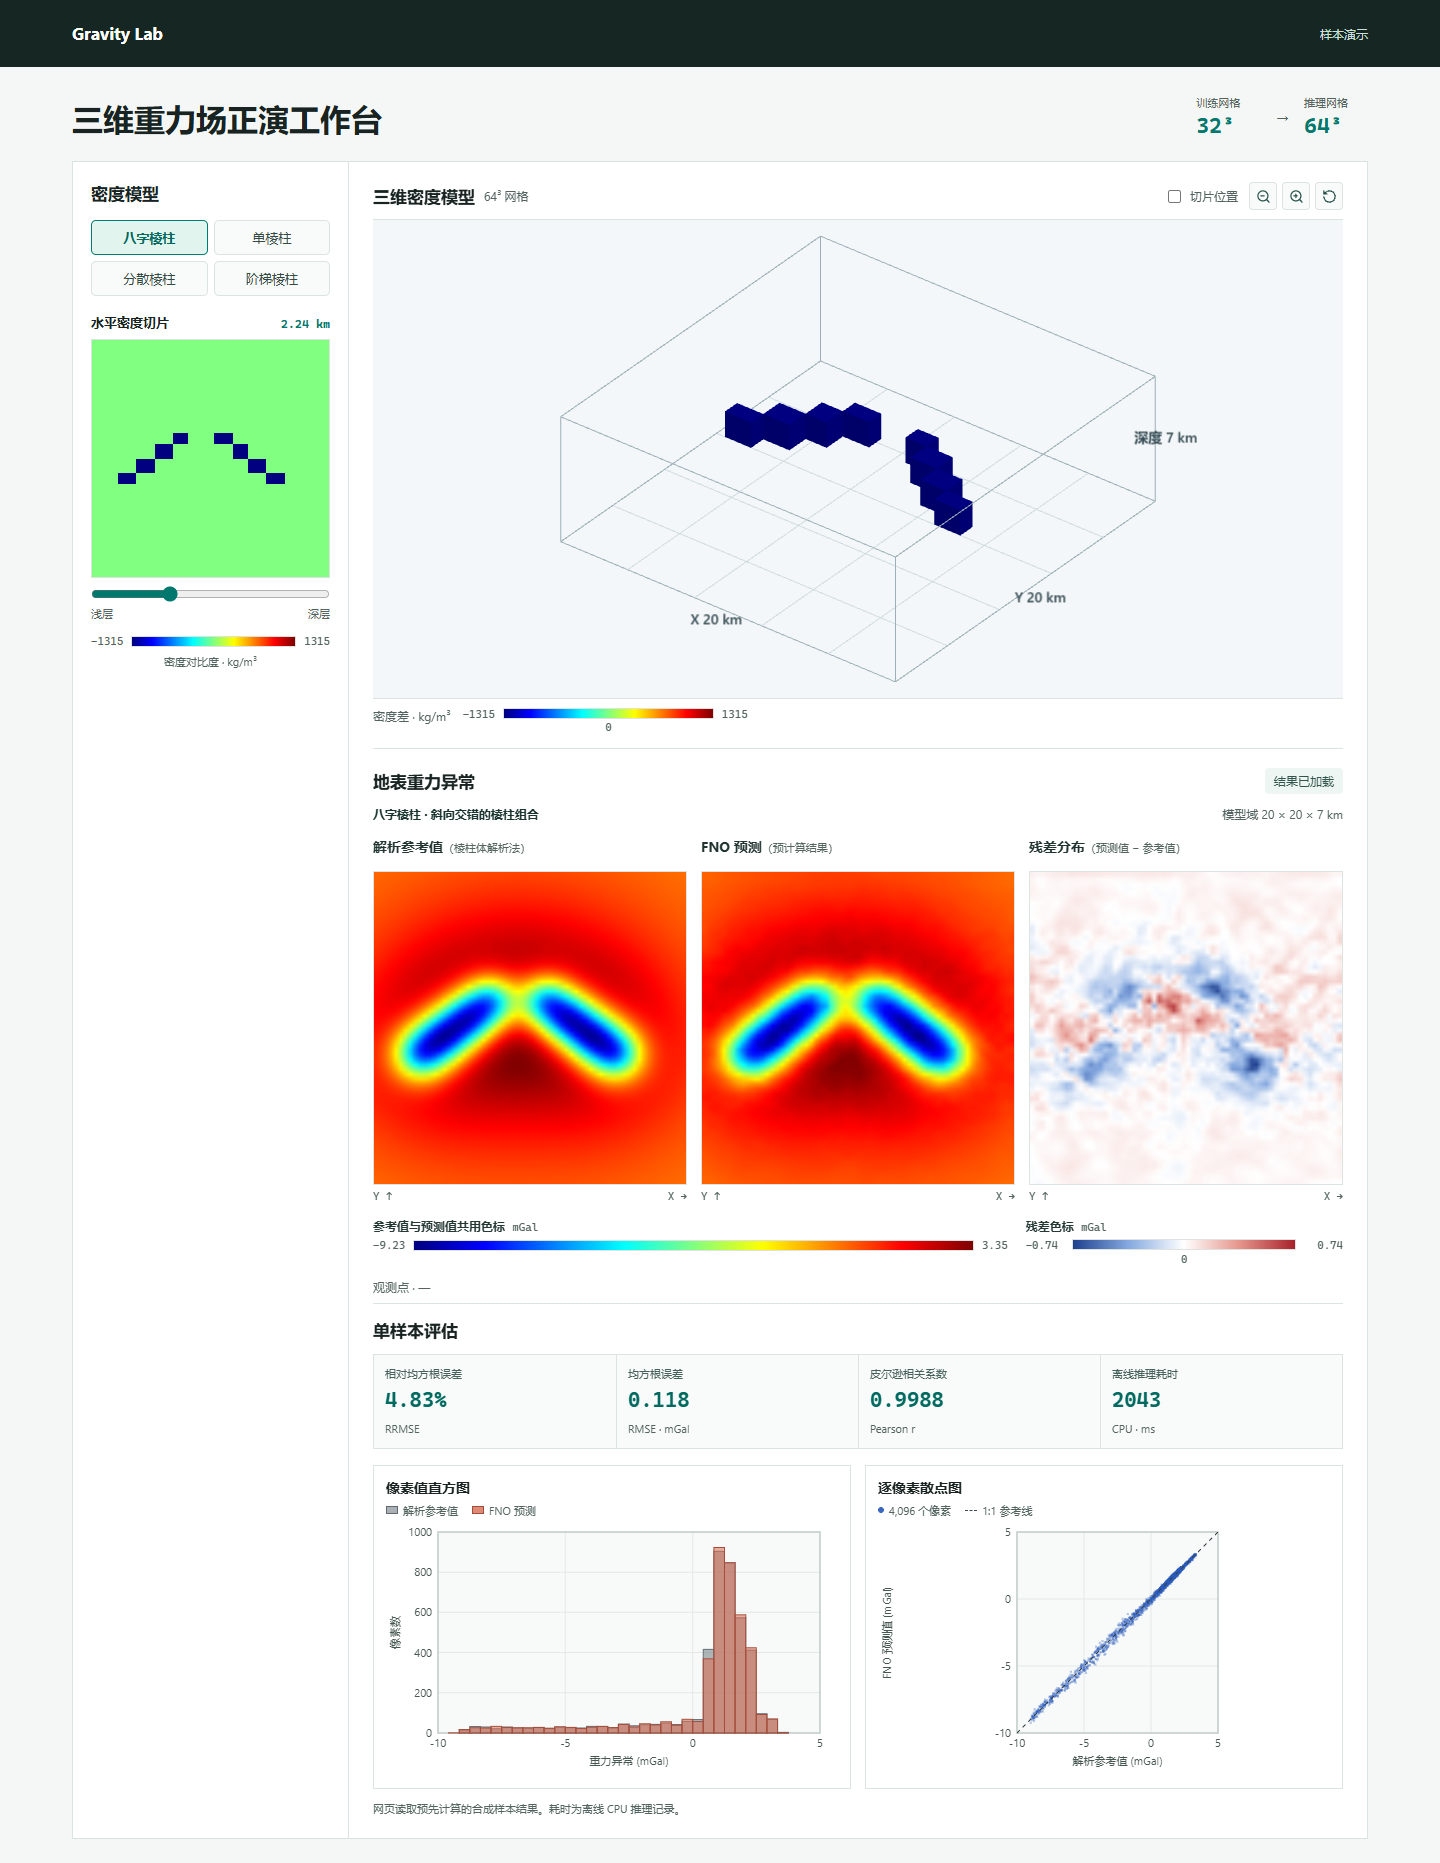 Gravity Lab
样本演示
三维重力场正演工作台
训练网格
32³
→
推理网格
64³
密度模型
八字棱柱
单棱柱
分散棱柱
阶梯棱柱
水平密度切片
2.24 km
浅层
深层
−1315
1315
密度对比度 · kg/m³
三维密度模型 64³ 网格
切片位置
深度 7 km
Y 20 km
X 20 km
密度差 · kg/m³
−1315
1315
0
地表重力异常
结果已加载
八字棱柱 · 斜向交错的棱柱组合
模型域 20 × 20 × 7 km
解析参考值 (棱柱体解析法)
FNO 预测 (预计算结果)
残差分布 (预测值 − 参考值)
Y ↑
X →
Y ↑
X →
Y ↑
X →
参考值与预测值共用色标 mGal
−9.23
3.35
残差色标 mGal
−0.74
0.74
0
观测点 · —
单样本评估
相对均方根误差
4.83%
RRMSE
均方根误差
0.118
RMSE · mGal
皮尔逊相关系数
0.9988
Pearson r
离线推理耗时
2043
CPU · ms
像素值直方图
解析参考值
FNO 预测
1000
800
600
400
200
0
像素数
-10
-5
0
5
重力异常 (mGal)
逐像素散点图
4,096 个像素
1:1 参考线
5
0
-5
-10
FNO 预测值 (mGal)
-10
-5
0
5
解析参考值 (mGal)
网页读取预先计算的合成样本结果。耗时为离线 CPU 推理记录。